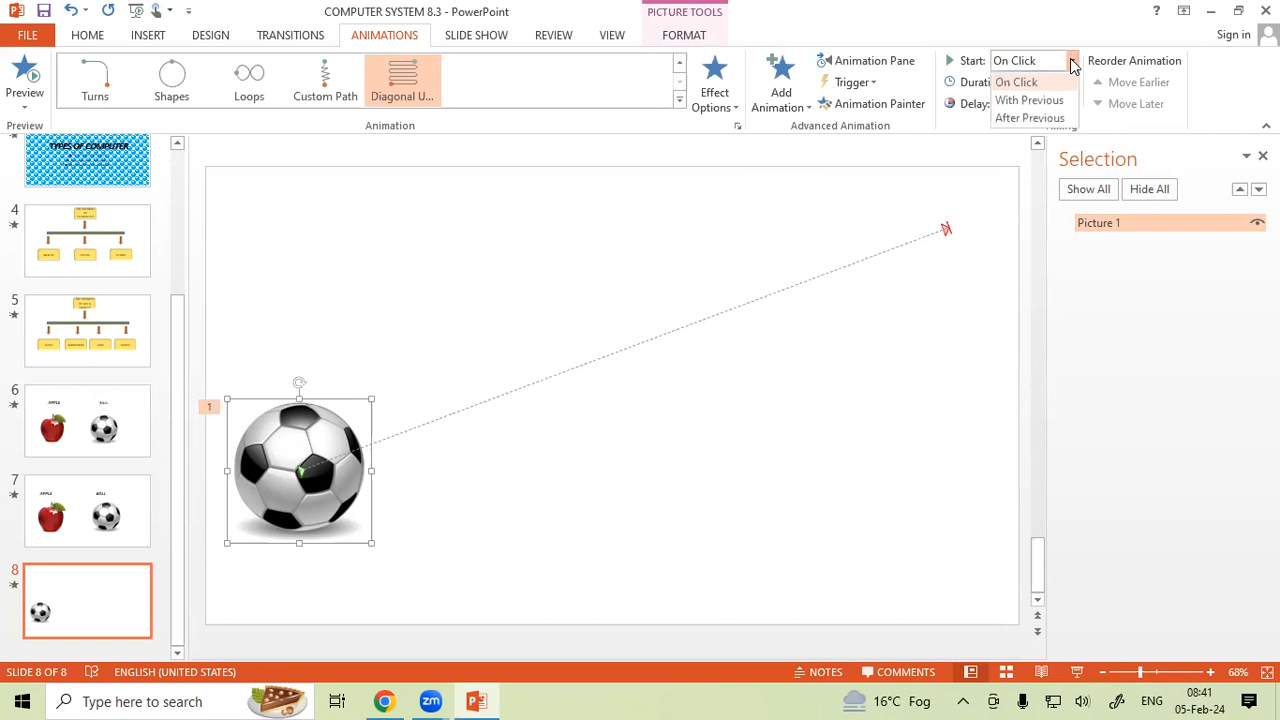 COMPUTER SYSTEM 8.3 - PowerPoint
PICTURE TOOLS
?
FILE
HOME
INSERT
DESIGN
TRANSITIONS
ANIMATIONS
SLIDE SHOW
REVIEW
VIEW
FORMAT
Sign in
Preview
Turns
Shapes
Loops
Custom Path
Diagonal U...
Effect
Options
Add
Animation
Animation Pane
Trigger
Animation Painter
Start:
On Click
Durati
Delay:
On Click
With Previous
After Previous
Reorder Animation
Move Earlier
Move Later
Preview
Animation
Advanced Animation
TYPES OF COMPUTER
4
5
6
APPLE
BALL
7
APPLE
BALL
8
1
Selection
Show All
Hide All
Picture 1
SLIDE 8 OF 8
ENGLISH (UNITED STATES)
NOTES
COMMENTS
68%
Type here to search
zm
16°C Fog
ENG
08:41
05-Feb-24